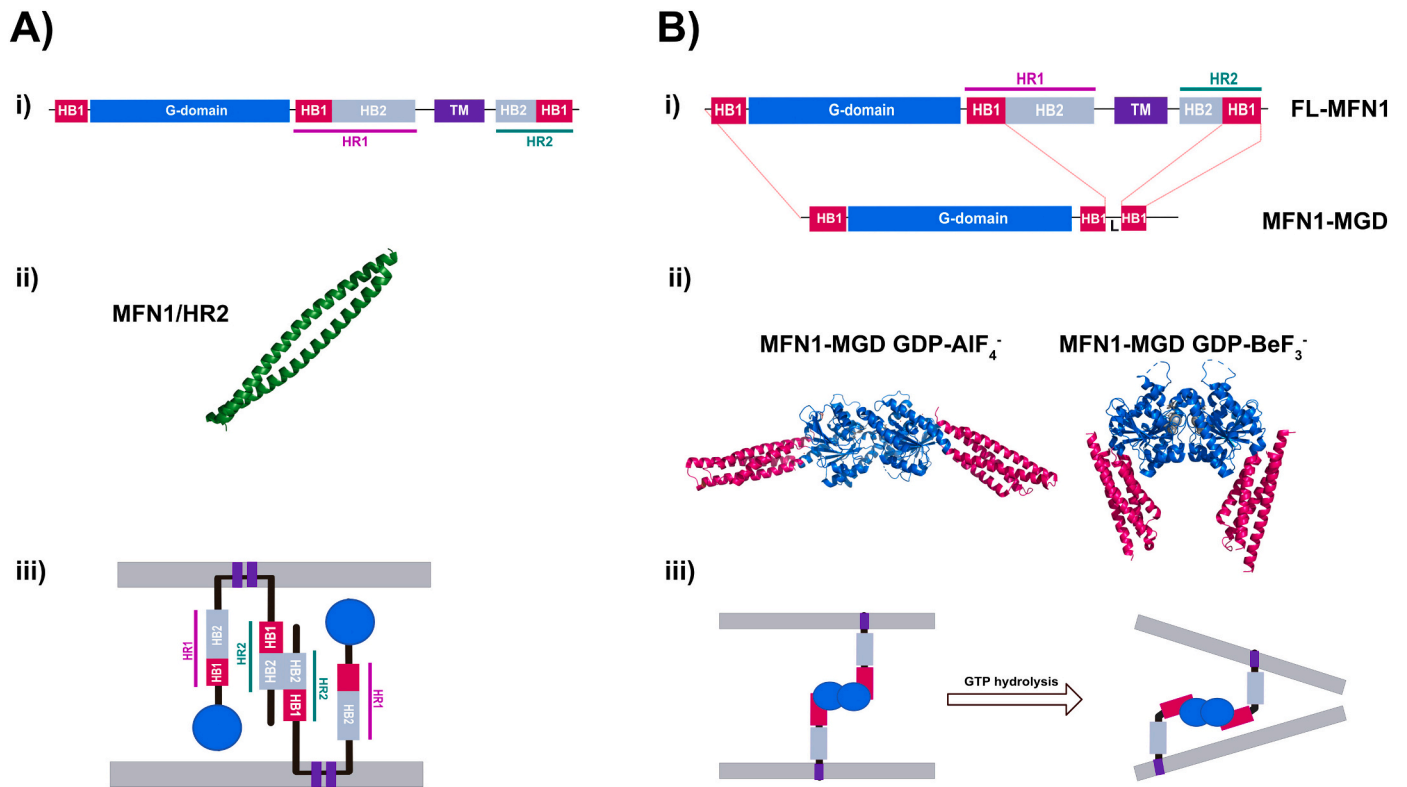 A)
i)
HB1 G-domain HB1 HB2 TM HB2 HB1
HR1 HR2
ii)
MFN1/HR2
iii)
HR1
HB2
HB1
HR2
HB1
HB2
HB2
HB1
HR2
HB2
HR1
B)
HR1 HR2
i)
HB1 G-domain HB1 HB2 TM HB2 HB1 FL-MFN1
HB1 G-domain HB1 L HB1 MFN1-MGD
ii)
MFN1-MGD GDP-AlF4- MFN1-MGD GDP-BeF3-
iii)
GTP hydrolysis